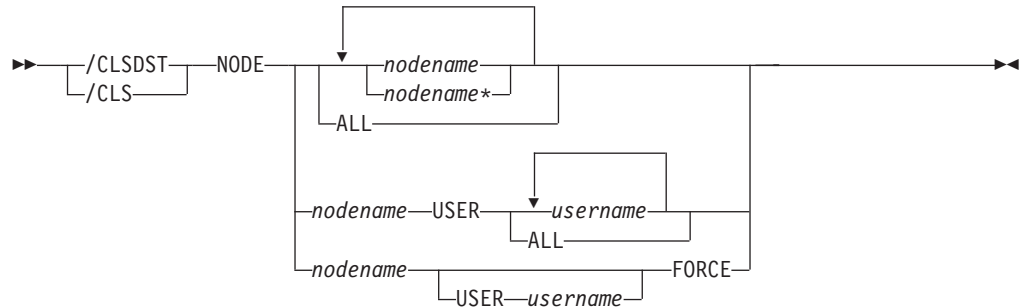 /CLSDST NODE nodename
/CLS nodename*
ALL
nodename USER username
ALL
nodename FORCE
USER username